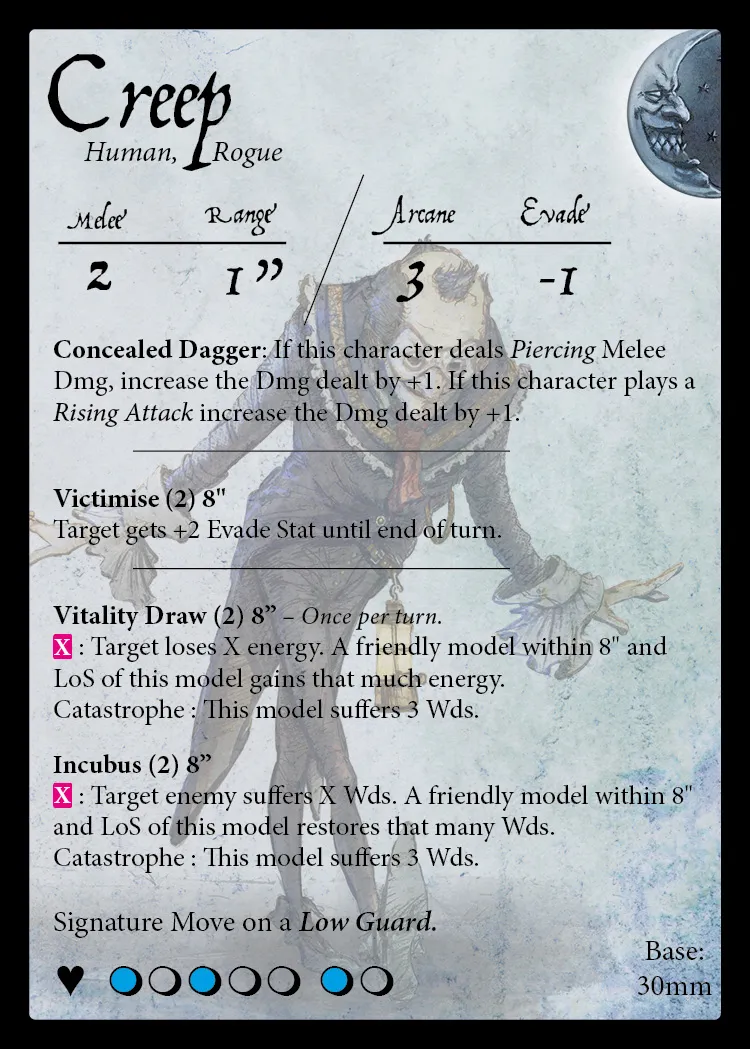 Creep
Human, Rogue
Melee Range Arcane Evade
2 1” 3 -1
Concealed Dagger: If this character deals Piercing Melee
Dmg, increase the Dmg dealt by +1. If this character plays a
Rising Attack increase the Dmg dealt by +1.
Victimise (2) 8"
Target gets +2 Evade Stat until end of turn.
Vitality Draw (2) 8” – Once per turn.
X : Target loses X energy. A friendly model within 8" and
LoS of this model gains that much energy.
Catastrophe : This model suffers 3 Wds.
Incubus (2) 8”
X : Target enemy suffers X Wds. A friendly model within 8"
and LoS of this model restores that many Wds.
Catastrophe : This model suffers 3 Wds.
Signature Move on a Low Guard.
Base:
30mm